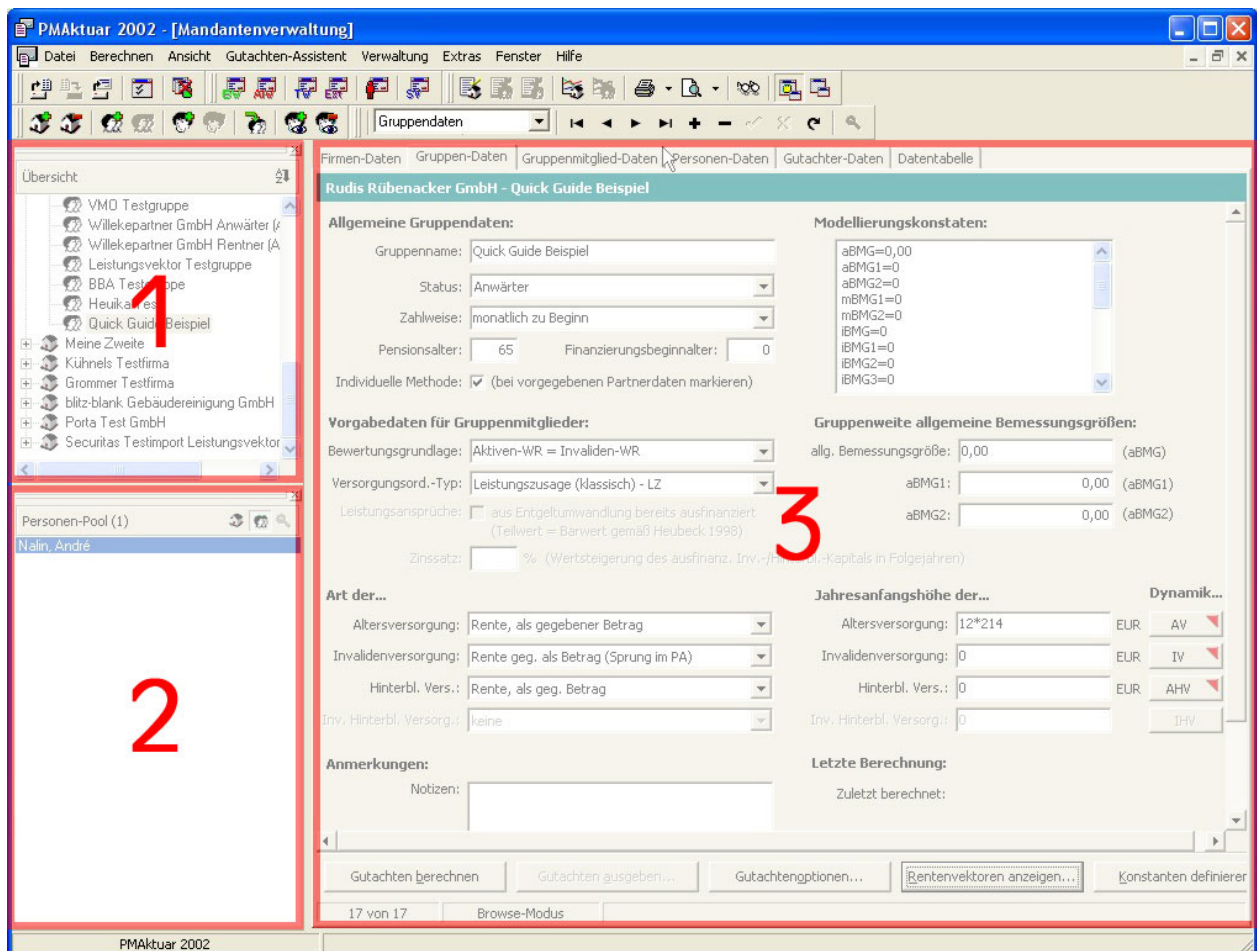 PMAktuar 2002 - [Mandantenverwaltung]
Datei Berechnen Ansicht Gutachten-Assistent Verwaltung Extras Fenster Hilfe
Gruppendaten
Übersicht
VMO Testgruppe
Willekepartner GmbH Anwärter (A
Willekepartner GmbH Rentner (A
Leistungsvektor Testgruppe
BBA Testgruppe
Heuika Test
Quick Guide Beispiel
Meine Zweite
Kühnels Testfirma
Grommer Testfirma
blitz-blank Gebäudereinigung GmbH
Porta Test GmbH
Securitas Testimport Leistungsvektor
1
Personen-Pool (1)
Nalin, André
2
Firmen-Daten Gruppen-Daten Gruppenmitglied-Daten Personen-Daten Gutachter-Daten Datentabelle
Rudis Rübenacker GmbH - Quick Guide Beispiel
Allgemeine Gruppendaten:
Gruppenname: Quick Guide Beispiel
Status: Anwärter
Zahlweise: monatlich zu Beginn
Pensionsalter: 65 Finanzierungsbeginnalter: 0
Individuelle Methode: (bei vorgegebenen Partnerdaten markieren)
Modellierungskonstaten:
aBMG=0,00
aBMG1=0
aBMG2=0
mBMG1=0
mBMG2=0
iBMG=0
iBMG1=0
iBMG2=0
iBMG3=0
Vorgabedaten für Gruppenmitglieder:
Bewertungsgrundlage: Aktiven-WR = Invaliden-WR
Versorgungsord.-Typ: Leistungszusage (klassisch) - LZ
Leistungsansprüche: aus Entgeltumwandlung bereits ausfinanziert
(Teilwert = Barwert gemäß Heubeck 1998)
Zinssatz: % (Wertsteigerung des ausfinanz. Inv.-/Hinterbl.-Kapitals in Folgejahren)
Gruppenweite allgemeine Bemessungsgrößen:
allg. Bemessungsgröße: 0,00 (aBMG)
aBMG1: 0,00 (aBMG1)
aBMG2: 0,00 (aBMG2)
3
Art der...
Altersversorgung: Rente, als gegebener Betrag
Invalidenversorgung: Rente geg. als Betrag (Sprung im PA)
Hinterbl. Vers.: Rente, als geg. Betrag
Inv. Hinterbl. Versorg.: keine
Jahresanfangshöhe der... Dynamik...
Altersversorgung: 12*214 EUR AV
Invalidenversorgung: 0 EUR IV
Hinterbl. Vers.: 0 EUR AHV
Inv. Hinterbl. Versorg.: 0 IHV
Anmerkungen:
Notizen:
Letzte Berechnung:
Zuletzt berechnet:
Gutachten berechnen Gutachten ausgeben... Gutachtenoptionen... Rentenvektoren anzeigen... Konstanten definierer
17 von 17 Browse-Modus
PMAktuar 2002